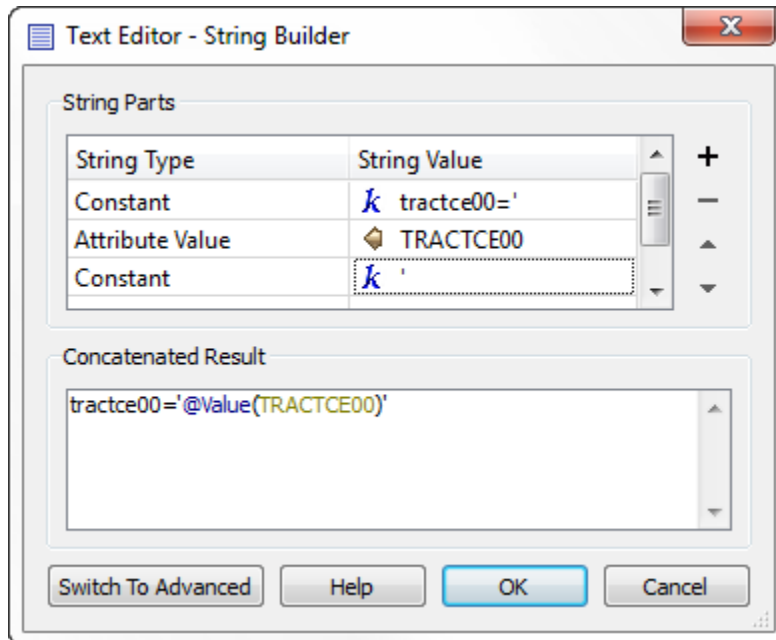 Text Editor - String Builder
String Parts
String Type String Value
Constant k tractce00='
Attribute Value TRACTCE00
Constant k '
Concatenated Result
tractce00='@Value(TRACTCE00)'
Switch To Advanced Help OK Cancel